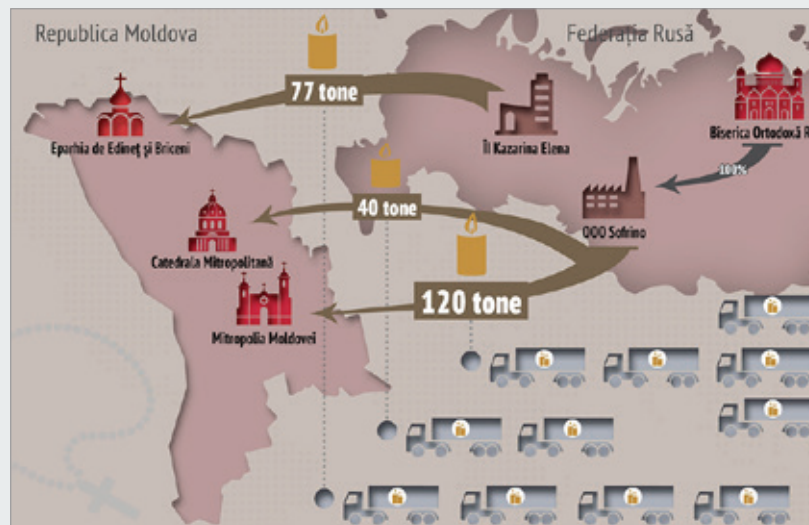 Republica Moldova
Federația Rusă
77 tone
Eparhia de Edineț și Briceni
ÎI Kazarina Elena
Biserica Ortodoxă R
100%
40 tone
OOO Sofrino
Catedrala Mitropolitană
120 tone
Mitropolia Moldovei